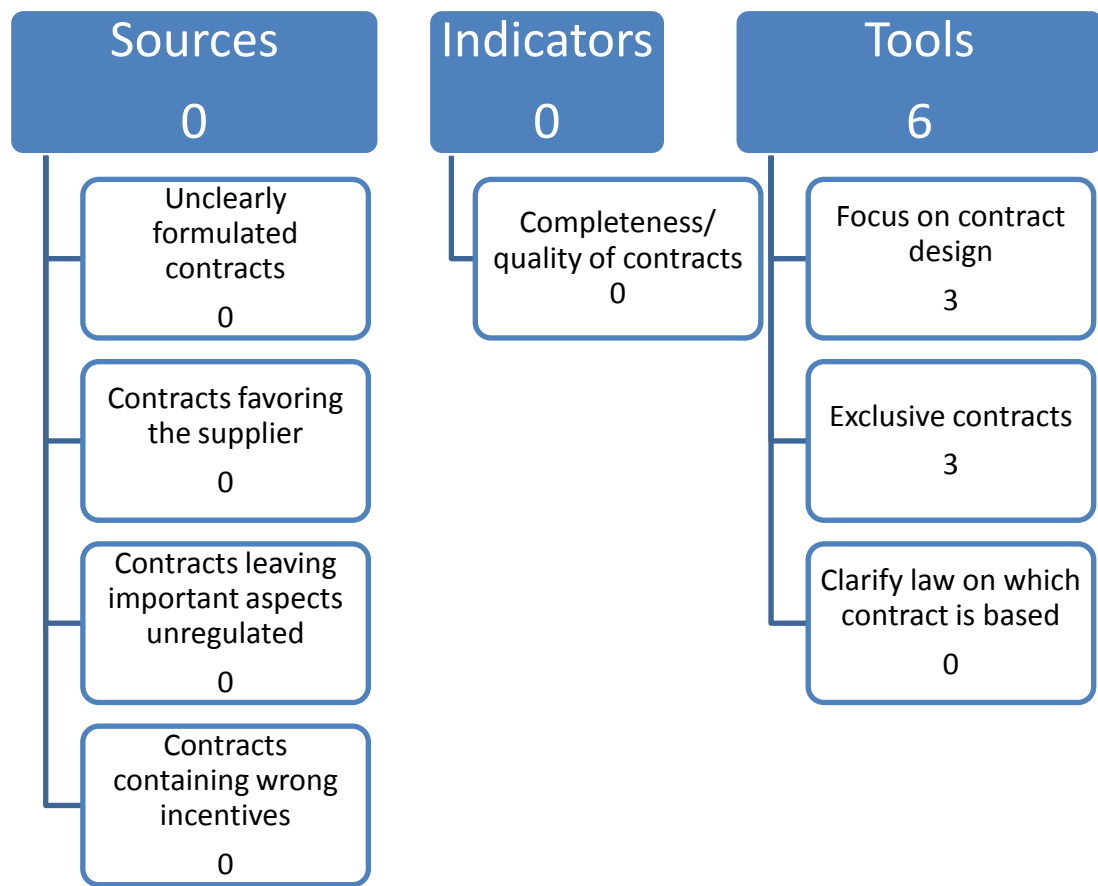 Sources
0
Unclearly
formulated
contracts
0
Contracts favoring
the supplier
0
Contracts leaving
important aspects
unregulated
0
Contracts
containing wrong
incentives
0
Indicators
0
Completeness/
quality of contracts
0
Tools
6
Focus on contract
design
3
Exclusive contracts
3
Clarify law on which
contract is based
0